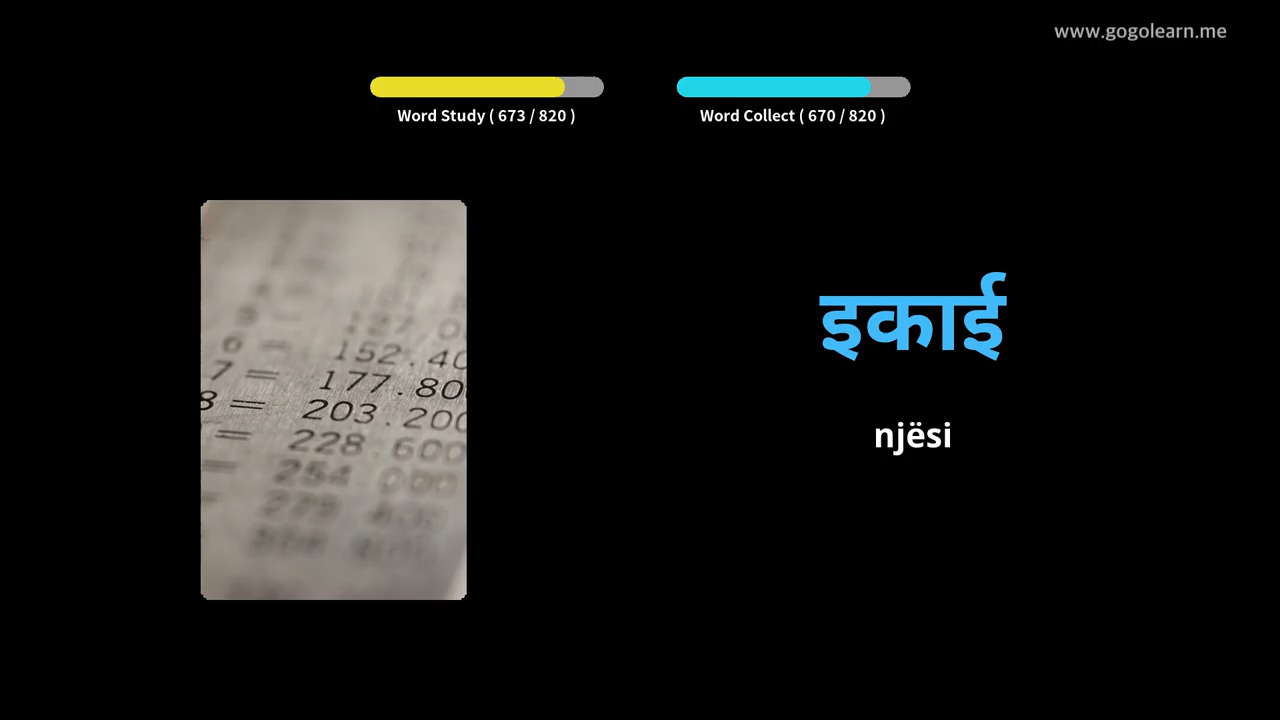 www.gogolearn.me
Word Study ( 673 / 820 )
Word Collect ( 670 / 820 )
6 = 152.40
7 = 177.80
8 = 203.200
= 228.600
= 254
इकाई
njësi